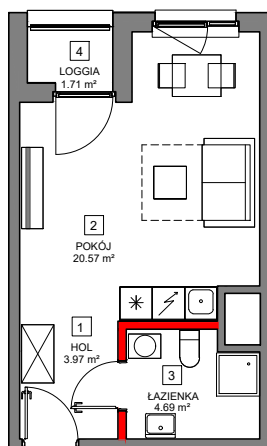 4
LOGGIA
1.71 m²
2
POKÓJ
20.57 m²
1
HOL
3.97 m²
3
ŁAZIENKA
4.69 m²